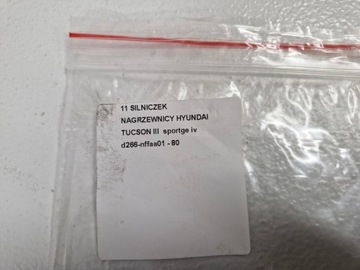 11 SILNICZEK
NAGRZEWNICY HYUNDAI
TUCSON III sportge iv
d266-nffaa01 - 80